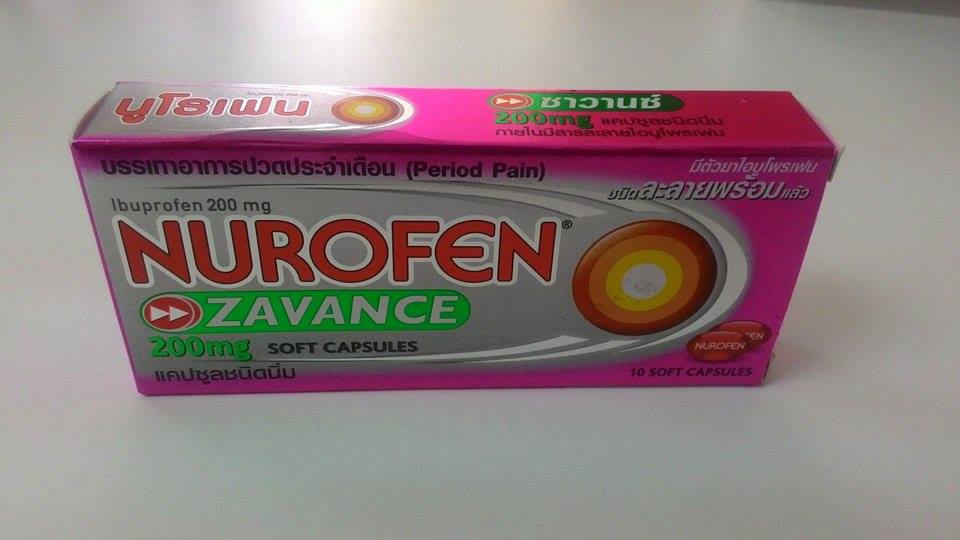 นูโรเฟน
ซาวานซ์
200mg แคปซูลชนิดนิ่ม
ภายในมีสารละลายไอบูโพรเฟน
บรรเทาอาการปวดประจำเดือน (Period Pain)
มีตัวยาไอบูโพรเฟน
ชนิดละลายพร้อมแล้ว
Ibuprofen 200 mg
NUROFEN®
ZAVANCE
200mg SOFT CAPSULES
แคปซูลชนิดนิ่ม
NUROFEN
10 SOFT CAPSULES